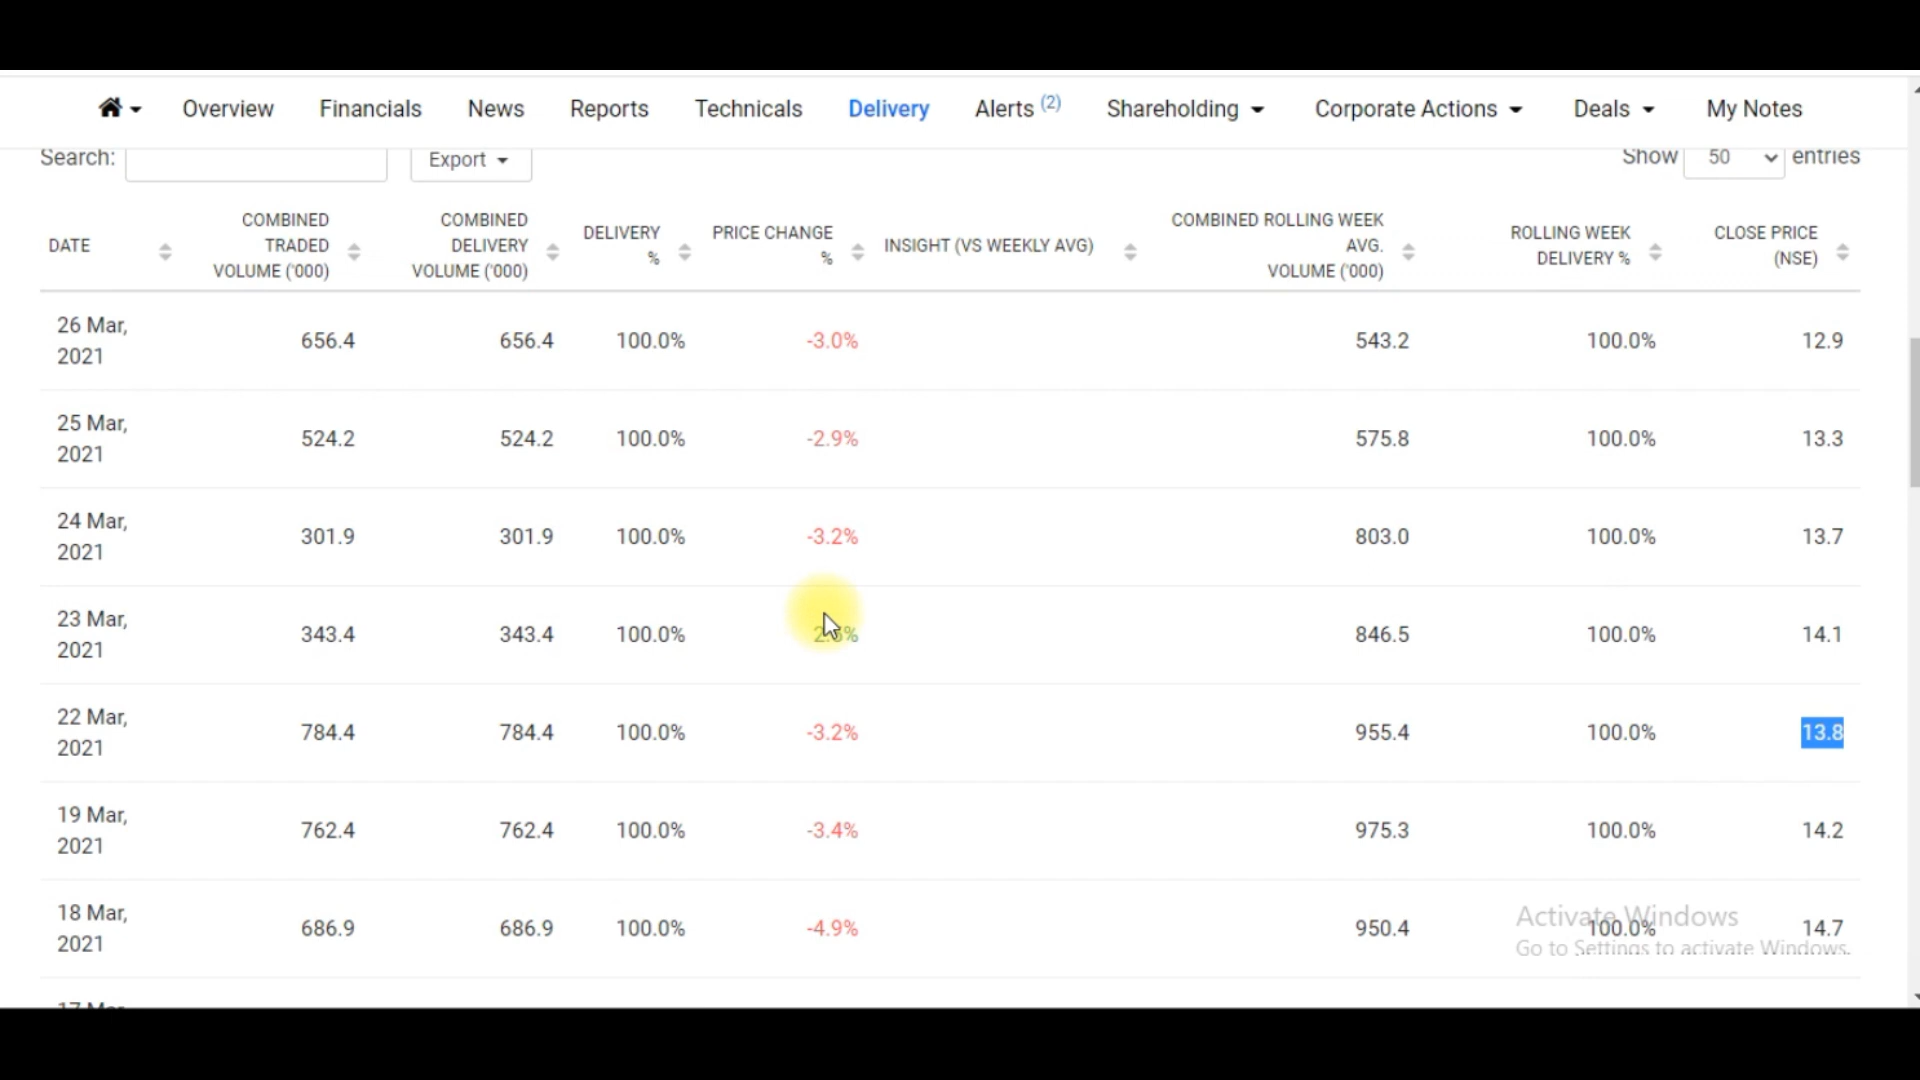 Overview Financials News Reports Technicals Delivery Alerts (2) Shareholding Corporate Actions Deals My Notes
Search: Export Show 50 entries
DATE COMBINED TRADED VOLUME ('000) COMBINED DELIVERY VOLUME ('000) DELIVERY % PRICE CHANGE % INSIGHT (VS WEEKLY AVG) COMBINED ROLLING WEEK AVG. VOLUME ('000) ROLLING WEEK DELIVERY % CLOSE PRICE (NSE)
26 Mar, 2021 656.4 656.4 100.0% -3.0% 543.2 100.0% 12.9
25 Mar, 2021 524.2 524.2 100.0% -2.9% 575.8 100.0% 13.3
24 Mar, 2021 301.9 301.9 100.0% -3.2% 803.0 100.0% 13.7
23 Mar, 2021 343.4 343.4 100.0% 846.5 100.0% 14.1
22 Mar, 2021 784.4 784.4 100.0% -3.2% 955.4 100.0% 13.8
19 Mar, 2021 762.4 762.4 100.0% -3.4% 975.3 100.0% 14.2
18 Mar, 2021 686.9 686.9 100.0% -4.9% 950.4 100.0% 14.7
Activate Windows
Go to Settings to activate Windows.